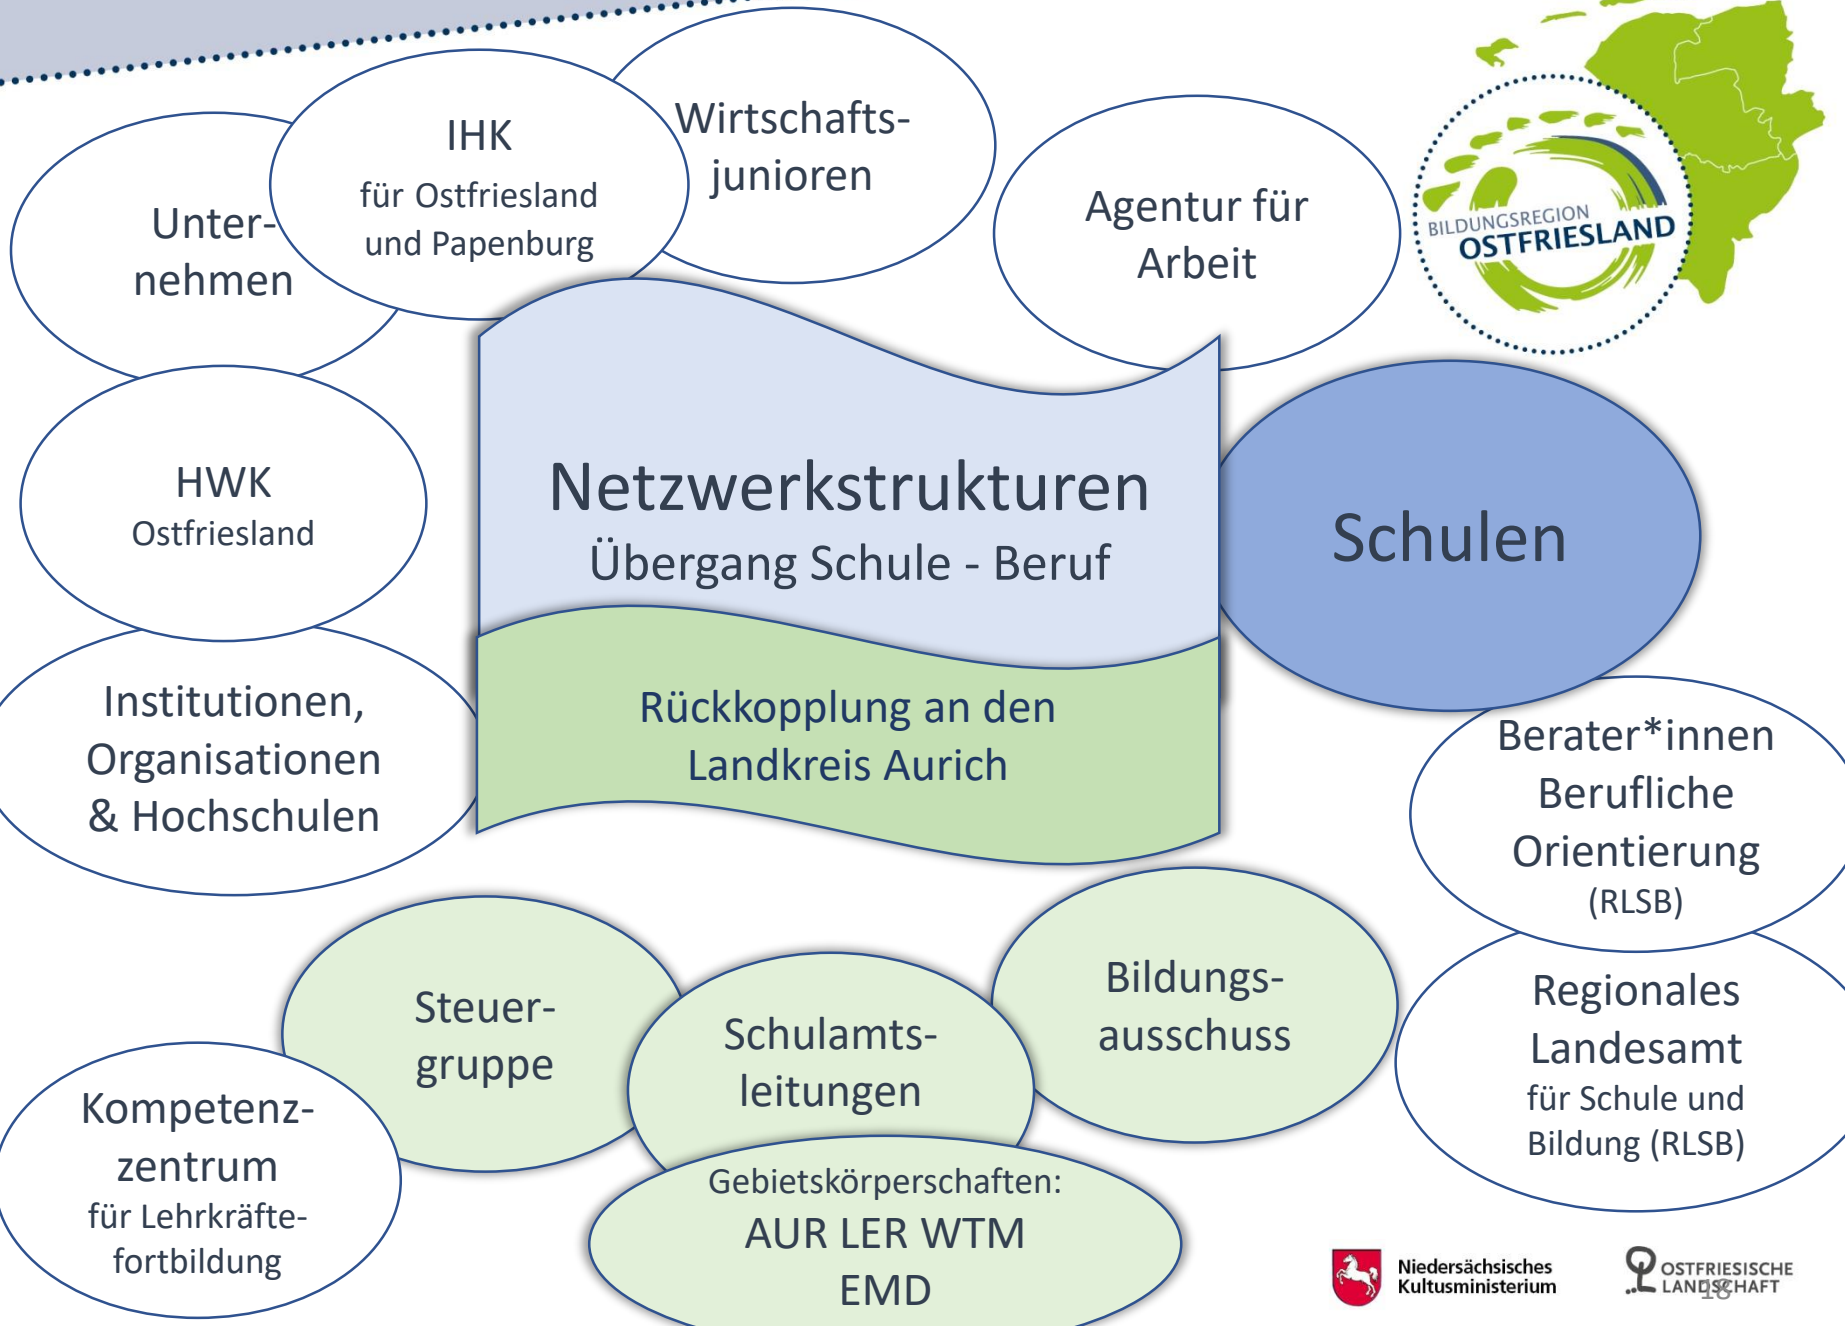 IHK
für Ostfriesland
und Papenburg
Wirtschafts-
junioren
Agentur für
Arbeit
BILDUNGSREGION
OSTFRIESLAND
Unter-
nehmen
HWK
Ostfriesland
Netzwerkstrukturen
Übergang Schule - Beruf
Schulen
Rückkopplung an den
Landkreis Aurich
Institutionen,
Organisationen
& Hochschulen
Berater*innen
Berufliche
Orientierung
(RLSB)
Steuer-
gruppe
Schulamts-
leitungen
Bildungs-
ausschuss
Regionales
Landesamt
für Schule und
Bildung (RLSB)
Kompetenz-
zentrum
für Lehrkräfte-
fortbildung
Gebietskörperschaften:
AUR LER WTM
EMD
Niedersächsisches
Kultusministerium
OSTFRIESISCHE
LANDSCHAFT
18